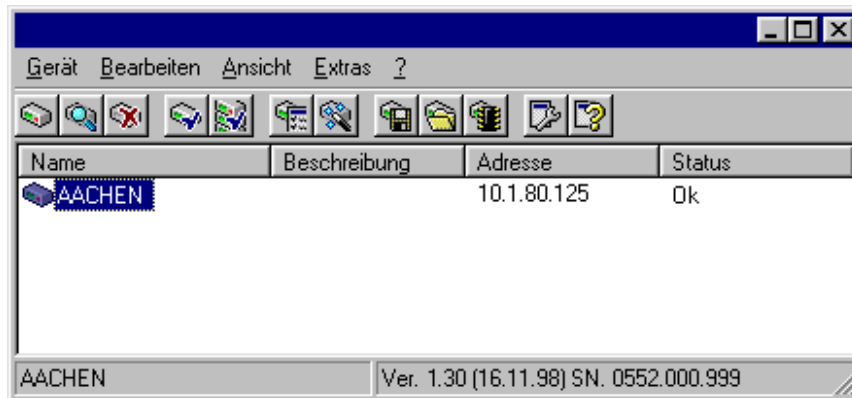 Gerät Bearbeiten Ansicht Extras ?
Name Beschreibung Adresse Status
AACHEN 10.1.80.125 Ok
AACHEN Ver. 1.30 (16.11.98) SN. 0552.000.999